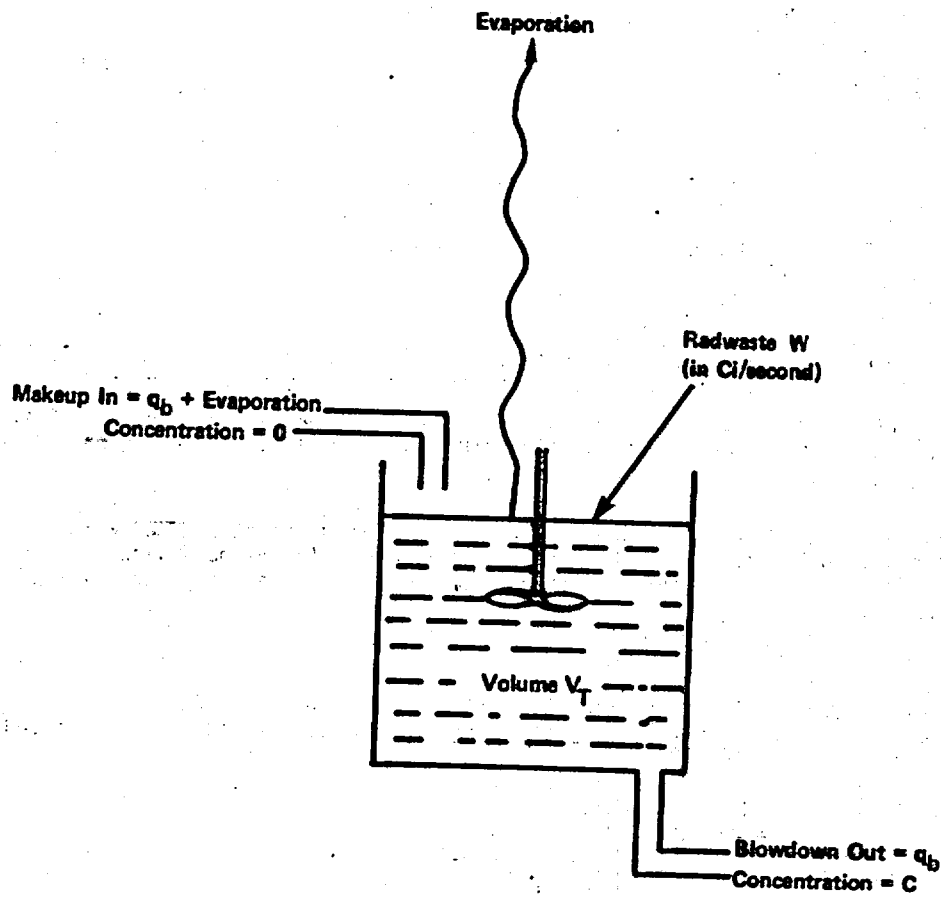 Evaporation
Radwaste W
(in Ci/second)
Makeup In = q_b + Evaporation
Concentration = 0
Volume V_T
Blowdown Out = q_b
Concentration = C